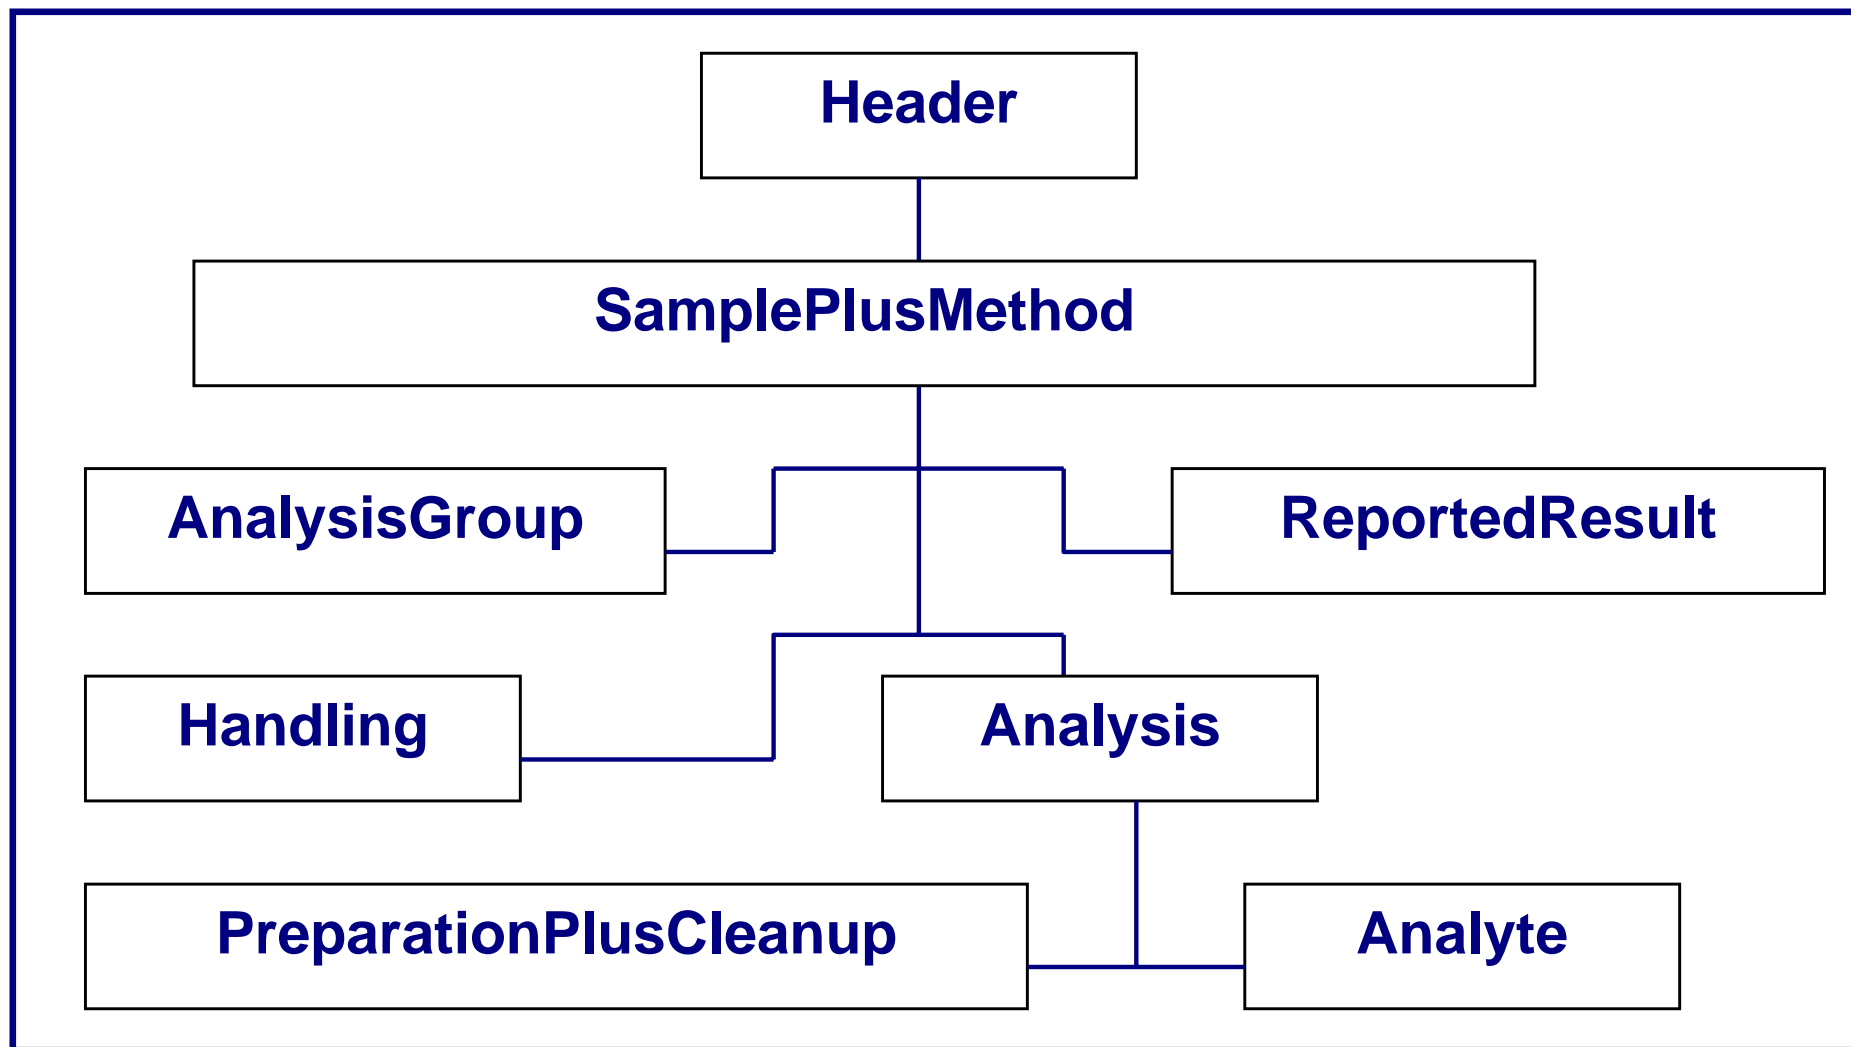 Header
SamplePlusMethod
AnalysisGroup
ReportedResult
Handling
Analysis
PreparationPlusCleanup
Analyte